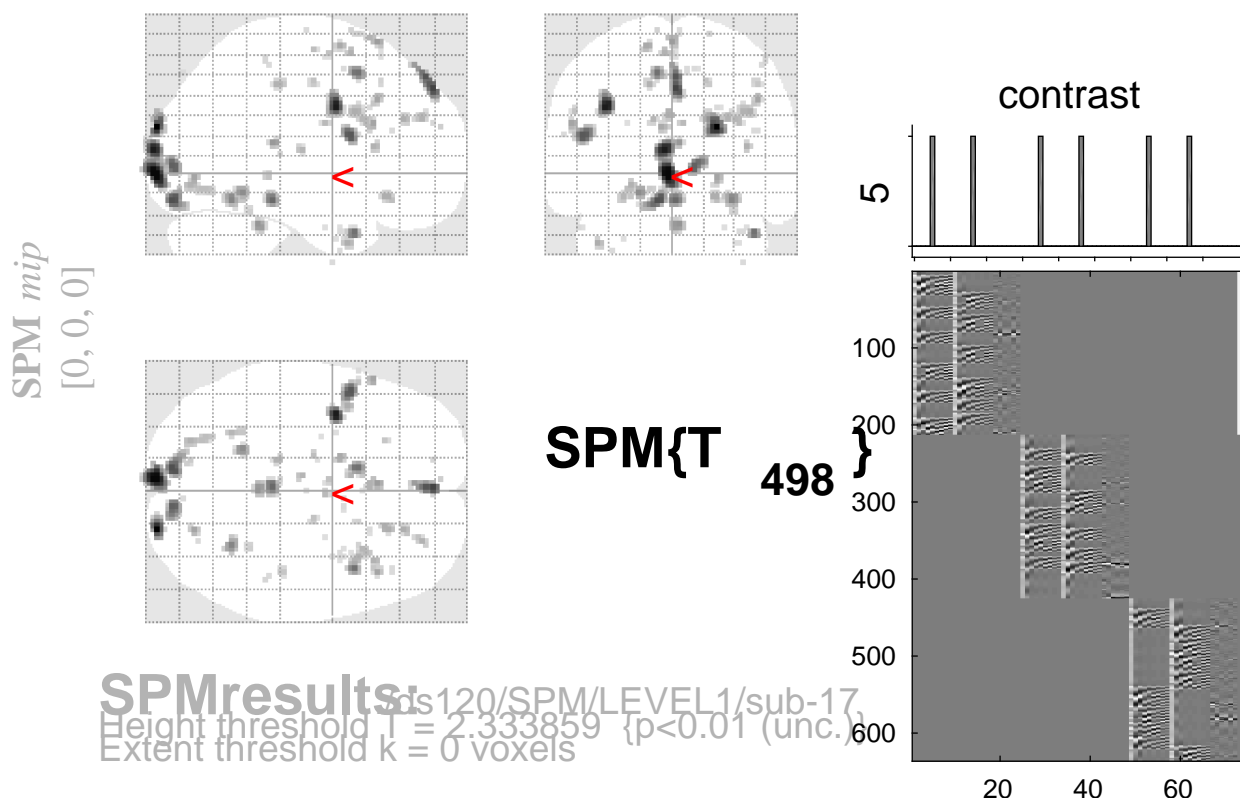 SPM mip
[0, 0, 0]
<
<
<
SPM{T498}
contrast
5
100
200
300
400
500
600
20 40 60
SPMresults: /ds120/SPM/LEVEL1/sub-17
Height threshold T = 2.333859 {p<0.01 (unc.)}
Extent threshold k = 0 voxels